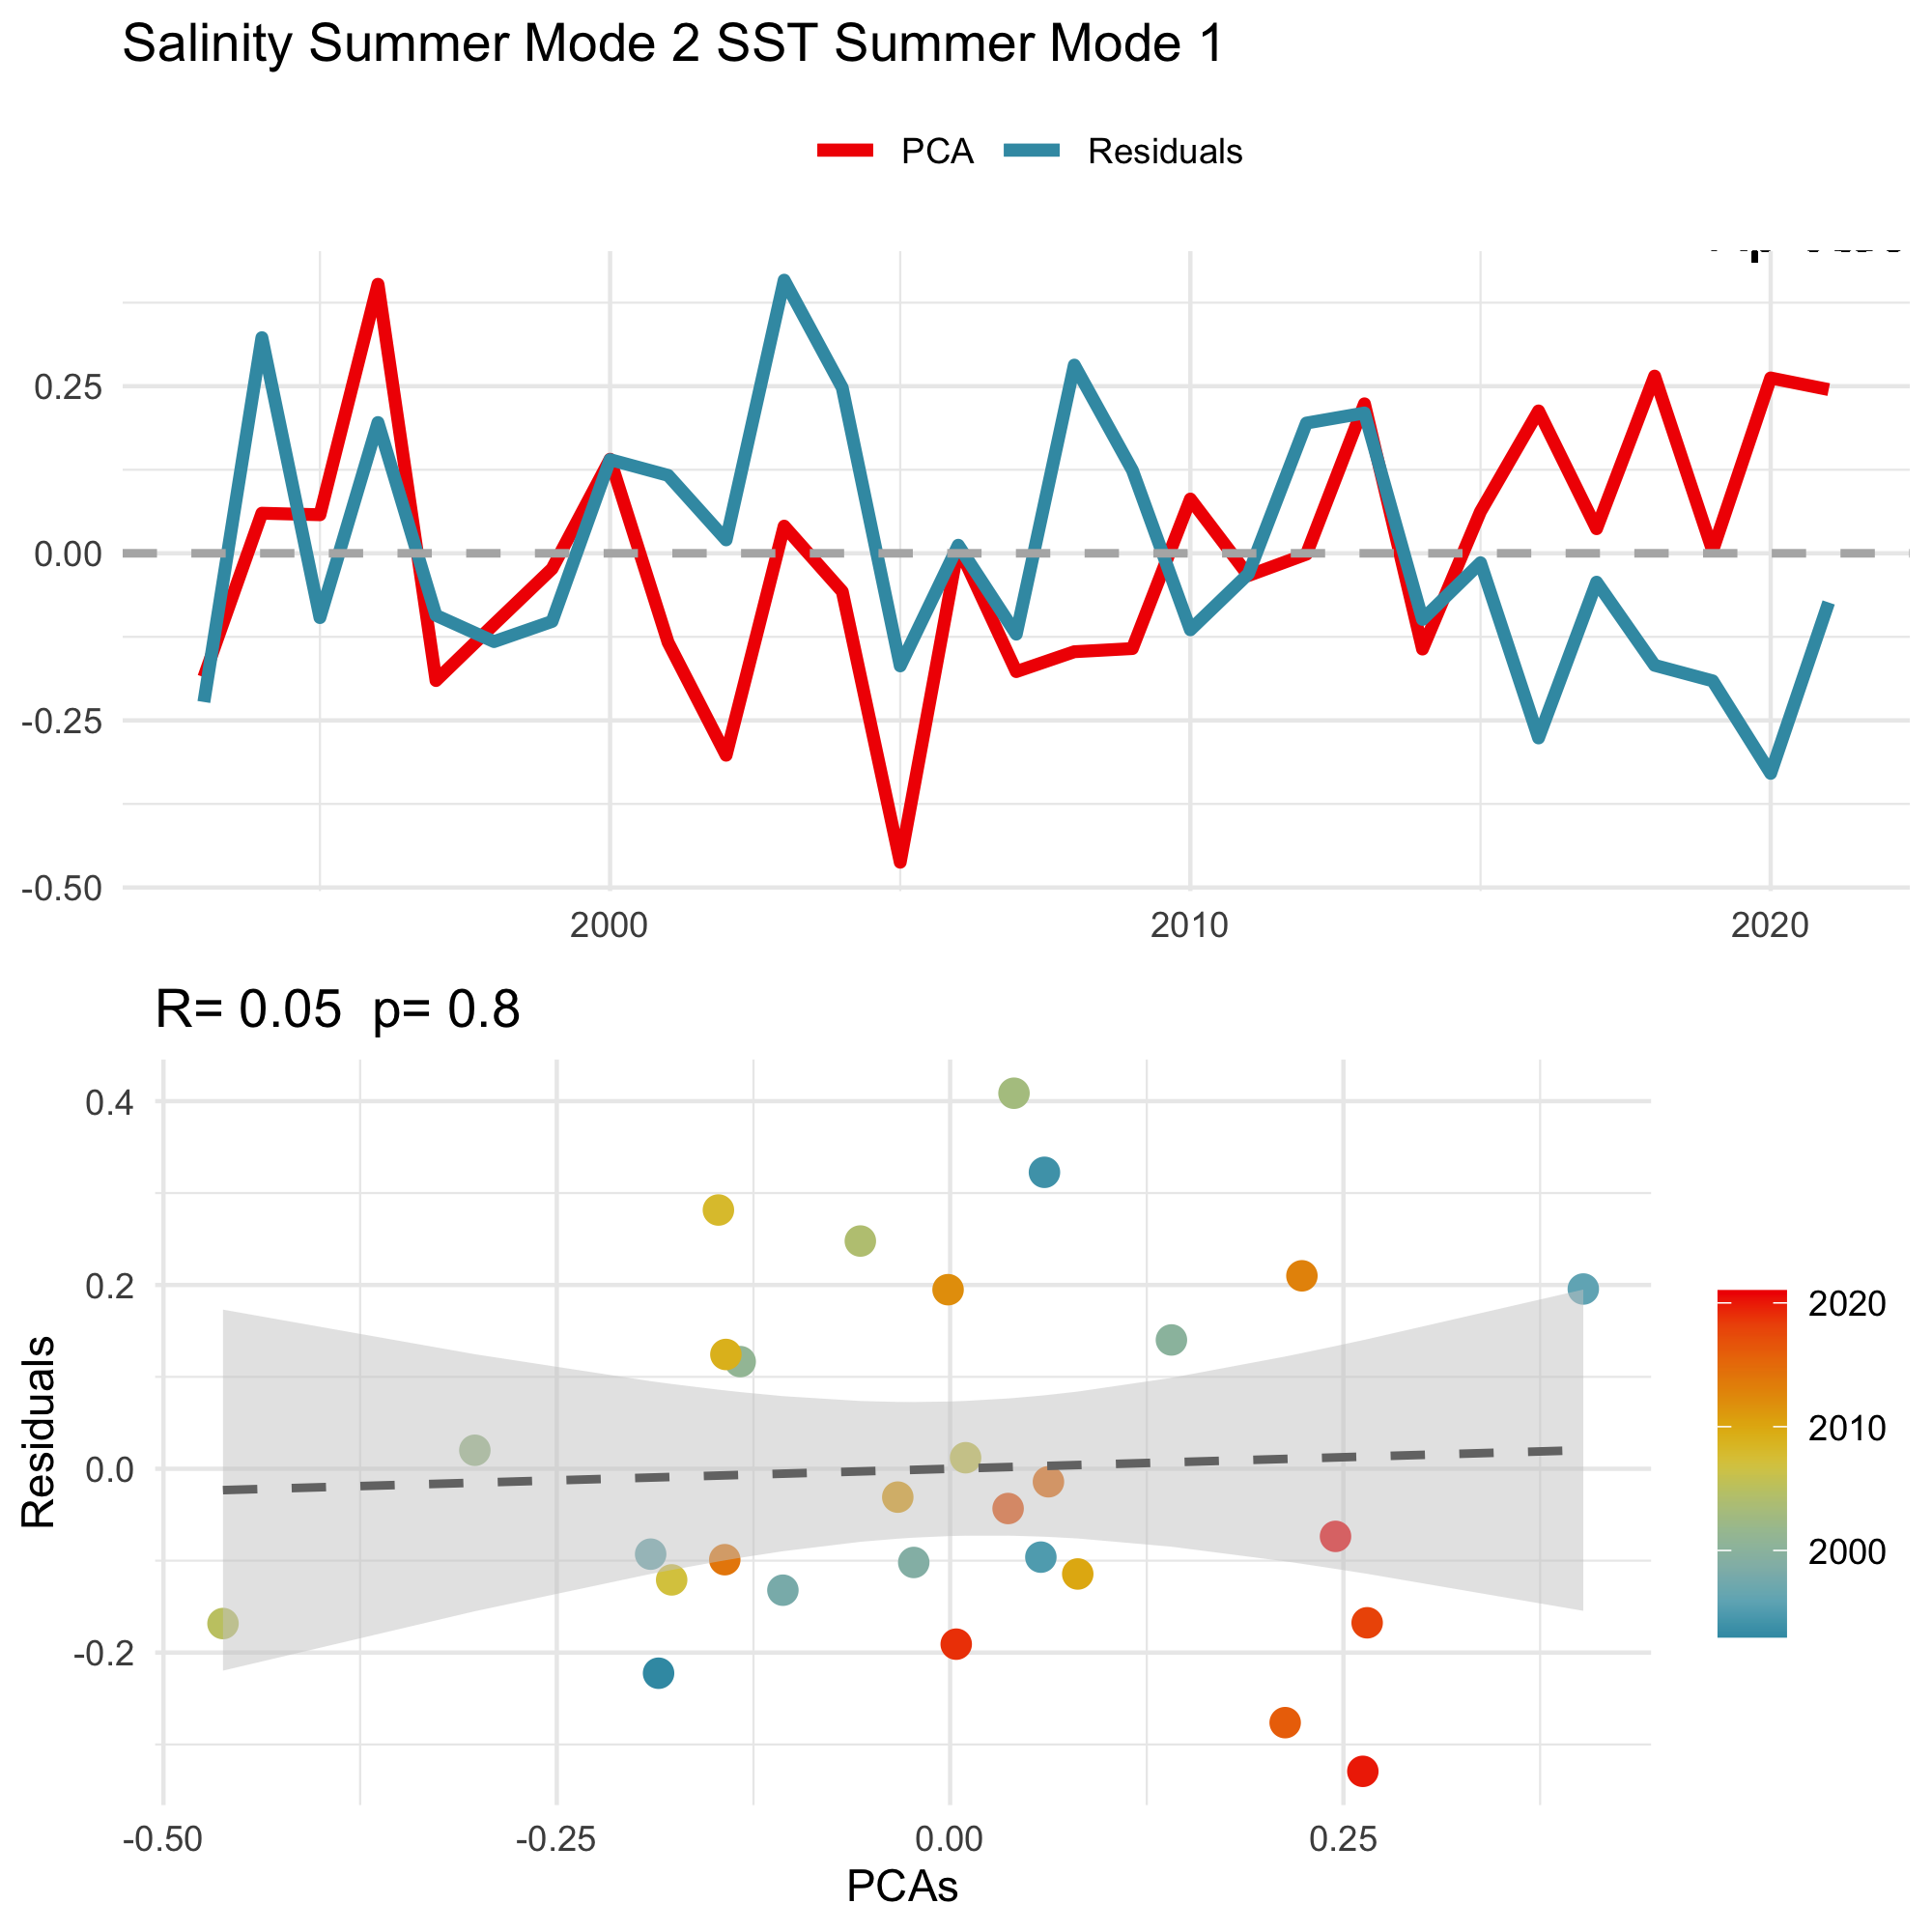 Salinity Summer Mode 2 SST Summer Mode 1
PCA Residuals
0.25
0.00
-0.25
-0.50
2000 2010 2020
R= 0.05 p= 0.8
0.4
0.2
0.0
-0.2
Residuals
-0.50 -0.25 0.00 0.25
PCAs
2020
2010
2000